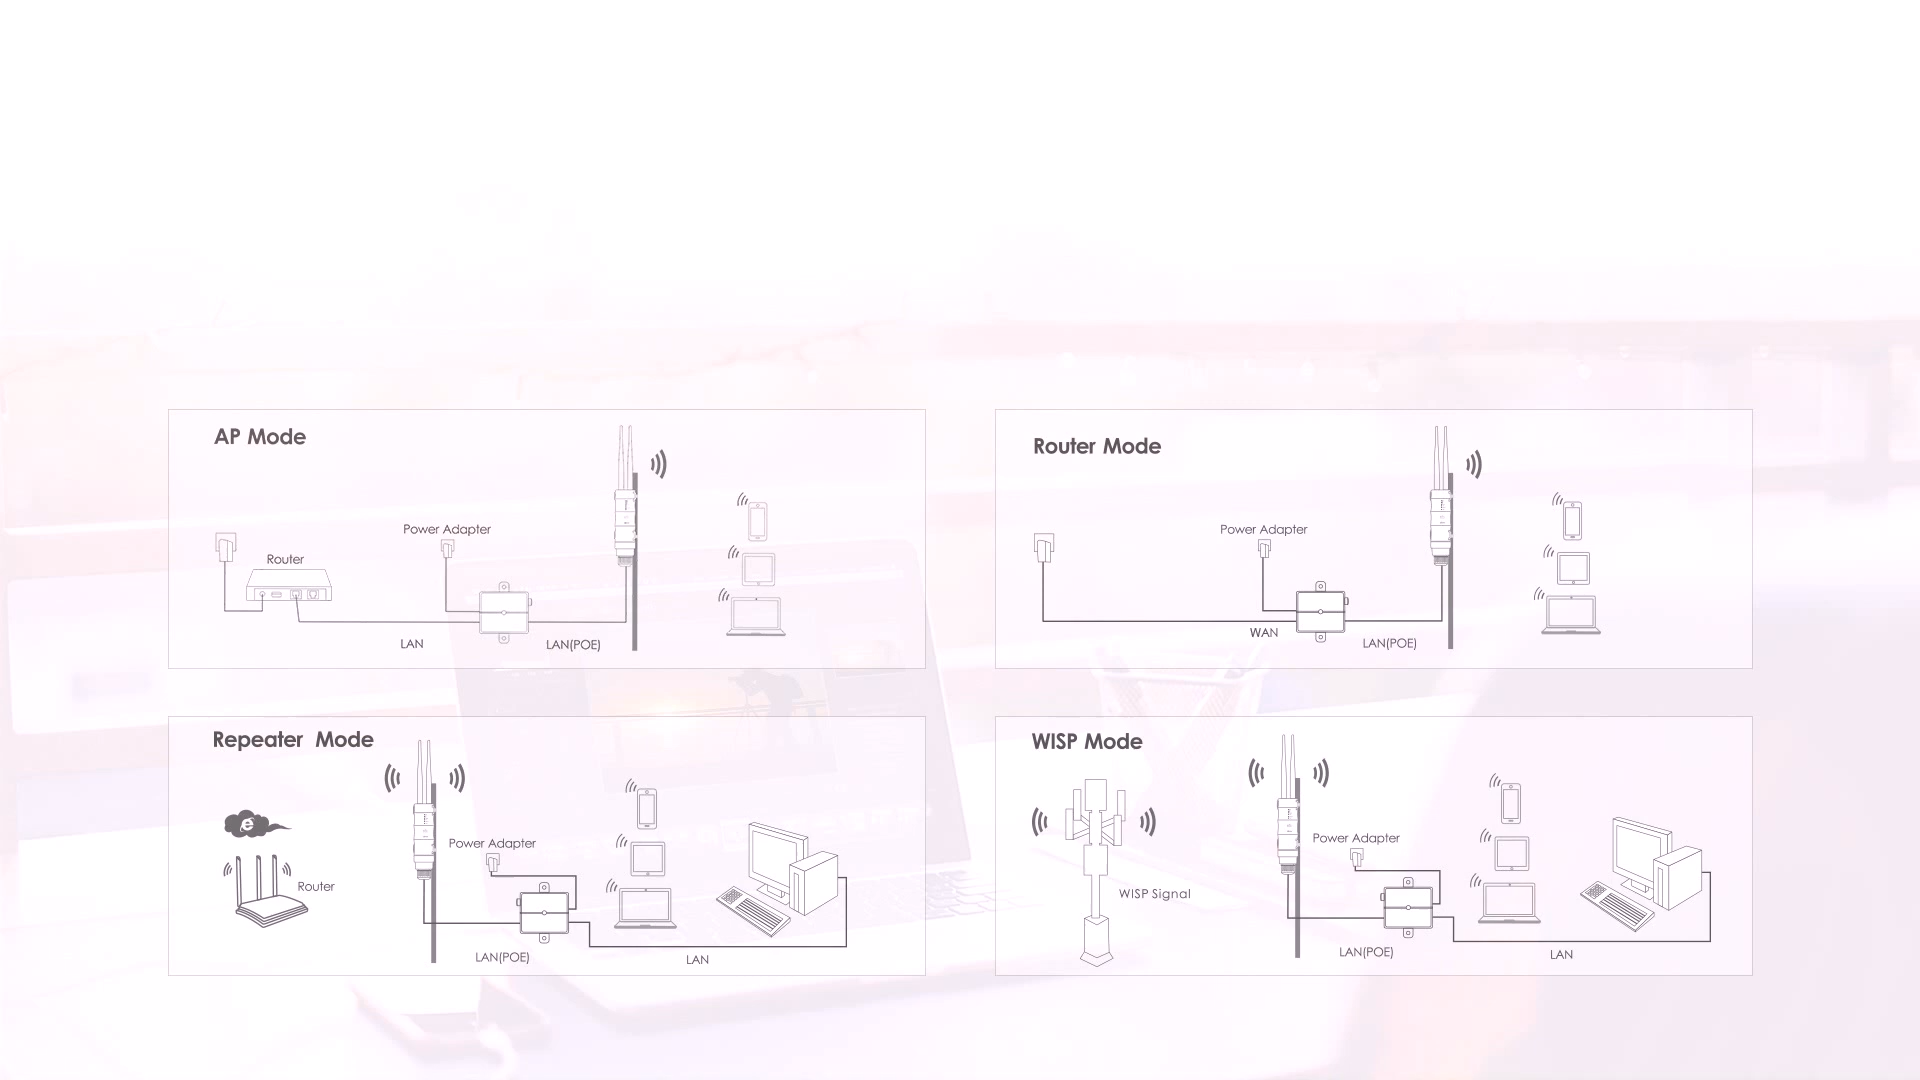 AP Mode
Power Adapter
Router
LAN
LAN(POE)
Router Mode
Power Adapter
WAN
LAN(POE)
Repeater Mode
Power Adapter
Router
LAN(POE)
LAN
WISP Mode
Power Adapter
WISP Signal
LAN(POE)
LAN